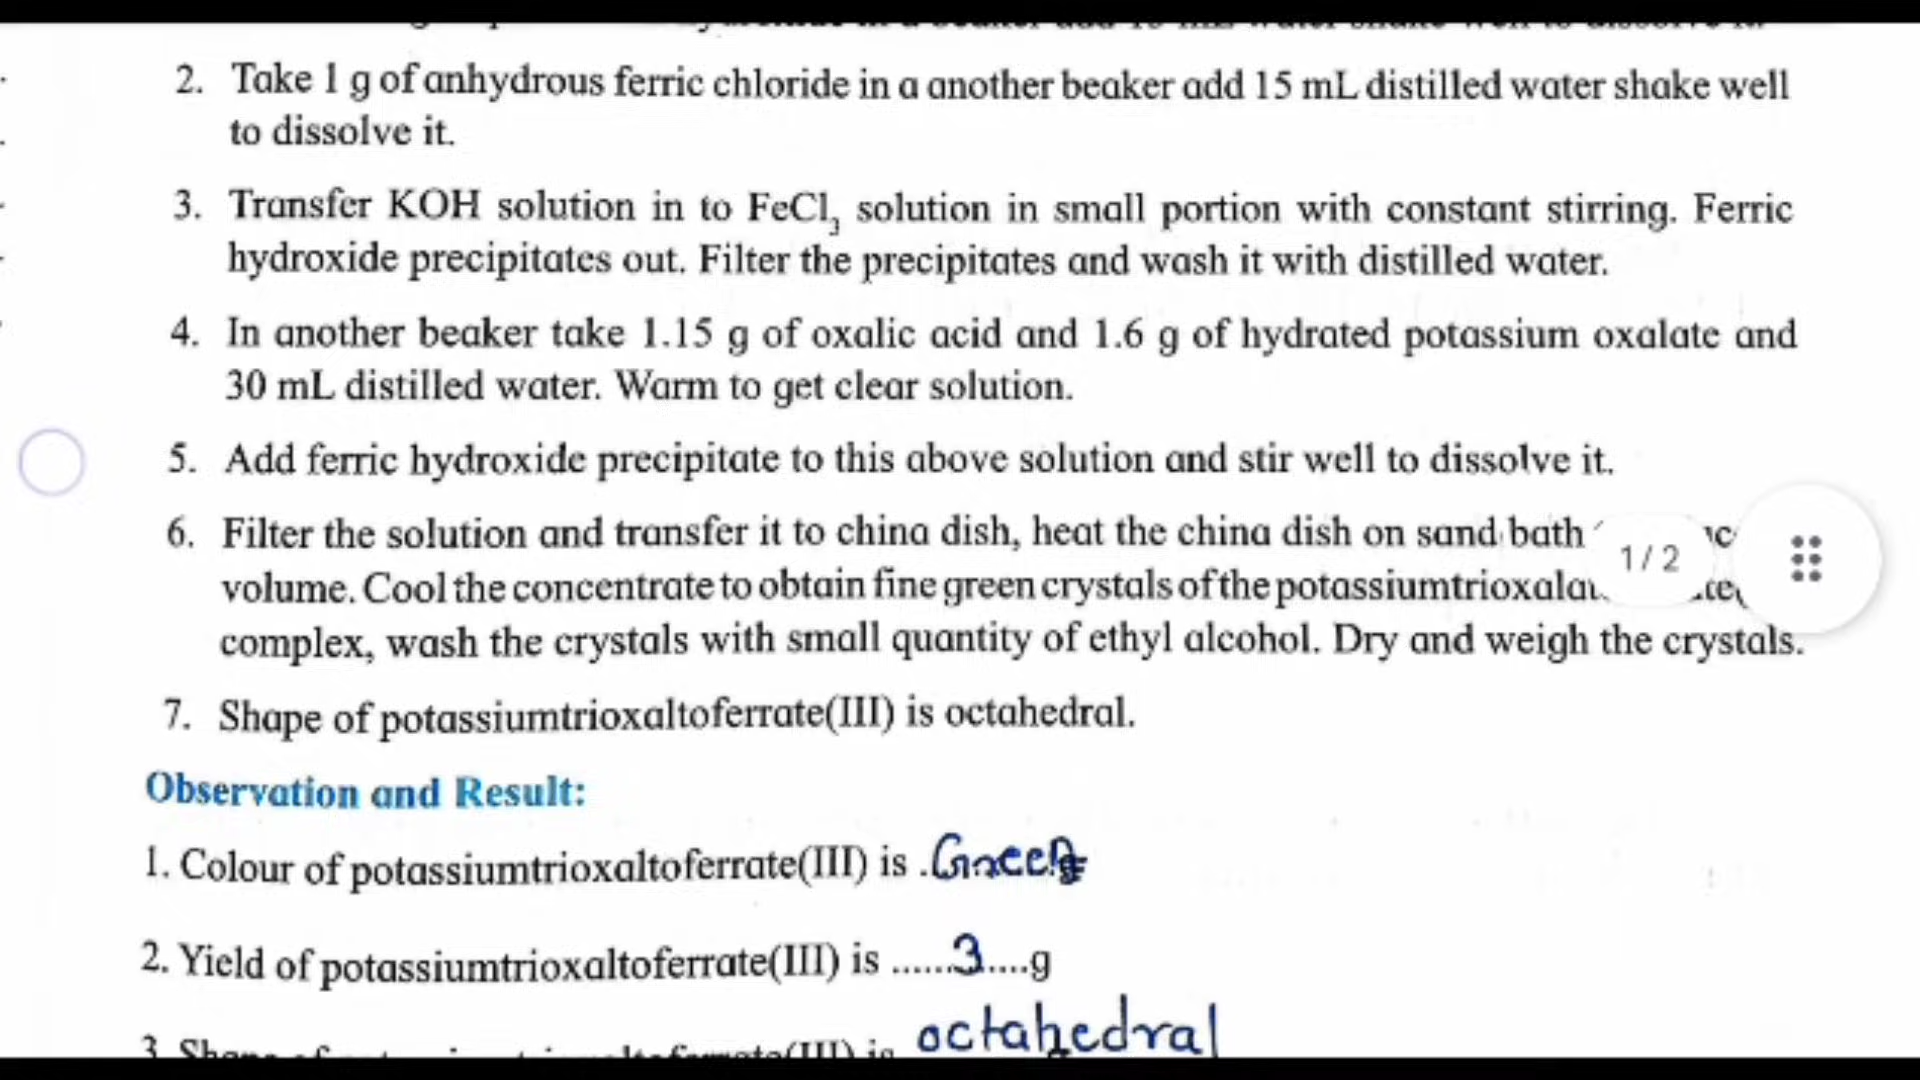 2. Take 1 g of anhydrous ferric chloride in a another beaker add 15 mL distilled water shake well
to dissolve it.
3. Transfer KOH solution in to FeCl₃ solution in small portion with constant stirring. Ferric
hydroxide precipitates out. Filter the precipitates and wash it with distilled water.
4. In another beaker take 1.15 g of oxalic acid and 1.6 g of hydrated potassium oxalate and
30 mL distilled water. Warm to get clear solution.
5. Add ferric hydroxide precipitate to this above solution and stir well to dissolve it.
6. Filter the solution and transfer it to china dish, heat the china dish on sand bath
1/2
volume. Cool the concentrate to obtain fine green crystals of the
complex, wash the crystals with small quantity of ethyl alcohol. Dry and weigh the crystals.
7. Shape of potassiumtrioxaltoferrate(III) is octahedral.
Observation and Result:
1. Colour of potassiumtrioxaltoferrate(III) is .Green
2. Yield of potassiumtrioxaltoferrate(III) is ......3....g
3. is octahedral